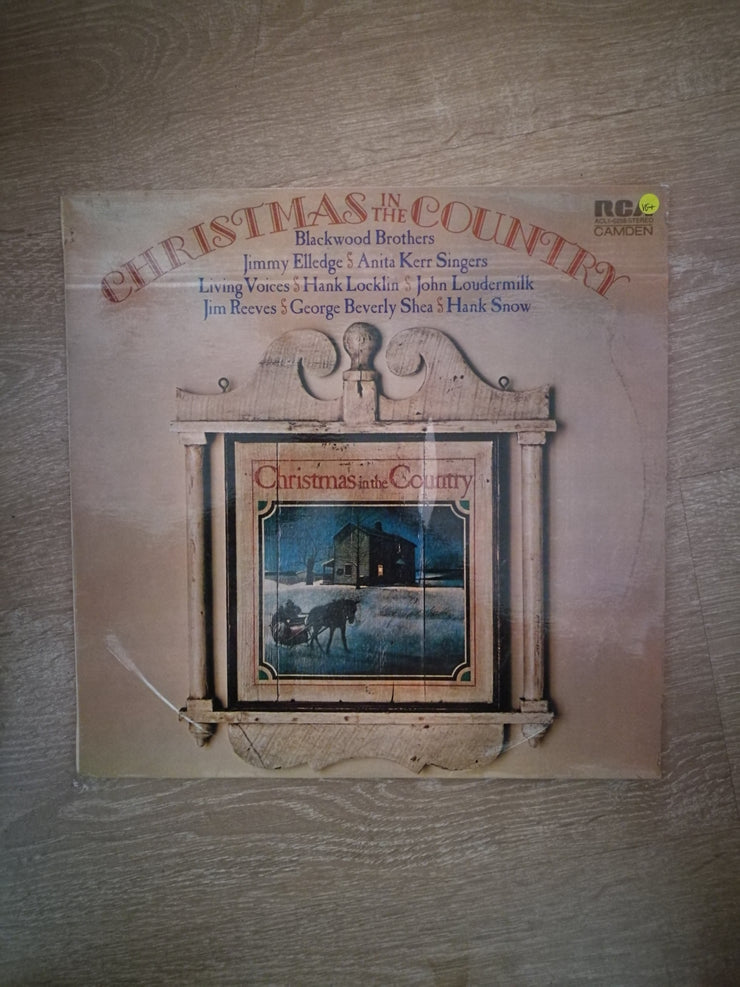 CHRISTMAS IN THE COUNTRY
RCA
STEREO
CAMDEN
Blackwood Brothers
Jimmy Elledge § Anita Kerr Singers
Living Voices § Hank Locklin § John Loudermilk
Jim Reeves § George Beverly Shea § Hank Snow
Christmas in the Country